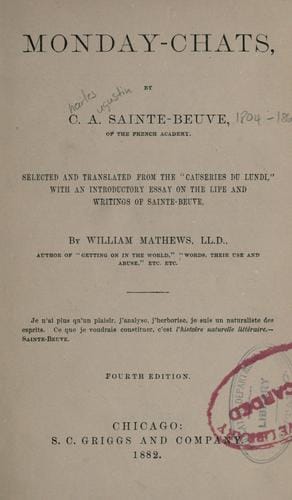 MONDAY-CHATS,
BY
Charles Augustin
C. A. SAINTE-BEUVE, 1804-
OF THE FRENCH ACADEMY.
SELECTED AND TRANSLATED FROM THE "CAUSERIES DU LUNDI,"
WITH AN INTRODUCTORY ESSAY ON THE LIFE AND
WRITINGS OF SAINTE-BEUVE,
BY WILLIAM MATHEWS, LL.D.,
AUTHOR OF "GETTING ON IN THE WORLD," "WORDS, THEIR USE AND
ABUSE," ETC. ETC.
Je n'ai plus qu'un plaisir, j'analyse, j'herborise, je suis un naturaliste des
esprits. Ce que je voudrais constituer, c'est l'histoire naturelle littéraire.—
SAINTE-BEUVE.
FOURTH EDITION.
CHICAGO:
S. C. GRIGGS AND COMPANY
1882.
LIBRARY